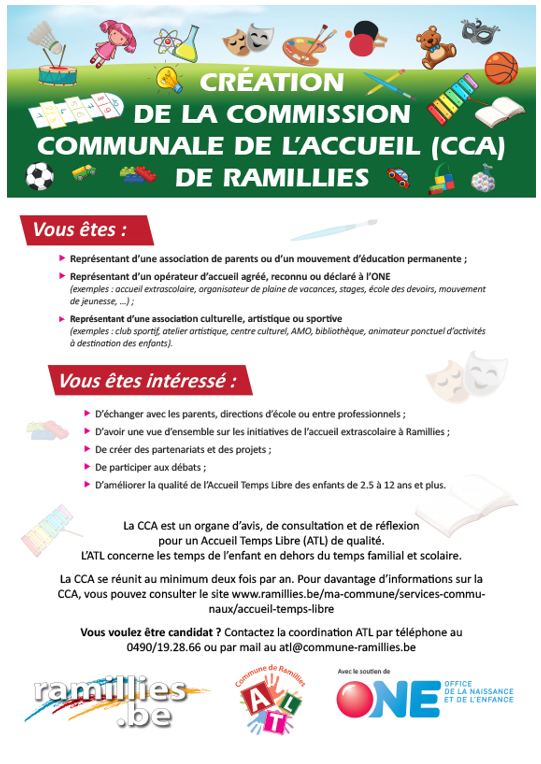 CRÉATION
DE LA COMMISSION
COMMUNALE DE L'ACCUEIL (CCA)
DE RAMILLIES
Vous êtes :
Représentant d'une association de parents ou d'un mouvement d'éducation permanente ;
Représentant d'un opérateur d'accueil agréé, reconnu ou déclaré à l'ONE
(exemples : accueil extrascolaire, organisateur de plaine de vacances, stages, école des devoirs, mouvement
de jeunesse, ...) ;
Représentant d'une association culturelle, artistique ou sportive
(exemples : club sportif, atelier artistique, centre culturel, AMO, bibliothèque, animateur ponctuel d'activités
à destination des enfants).
Vous êtes intéressé :
D'échanger avec les parents, directions d'école ou entre professionnels ;
D'avoir une vue d'ensemble sur les initiatives de l'accueil extrascolaire à Ramillies ;
De créer des partenariats et des projets ;
De participer aux débats ;
D'améliorer la qualité de l'Accueil Temps Libre des enfants de 2.5 à 12 ans et plus.
La CCA est un organe d'avis, de consultation et de réflexion
pour un Accueil Temps Libre (ATL) de qualité.
L'ATL concerne les temps de l'enfant en dehors du temps familial et scolaire.
La CCA se réunit au minimum deux fois par an. Pour davantage d'informations sur la
CCA, vous pouvez consulter le site www.ramillies.be/ma-commune/services-commu-
naux/accueil-temps-libre
Vous voulez être candidat ? Contactez la coordination ATL par téléphone au
0490/19.28.66 ou par mail au atl@commune-ramillies.be
ramillies
.be
Commune de Ramillies
A L
T
Avec le soutien de
ONE
OFFICE
DE LA NAISSANCE
ET DE L'ENFANCE